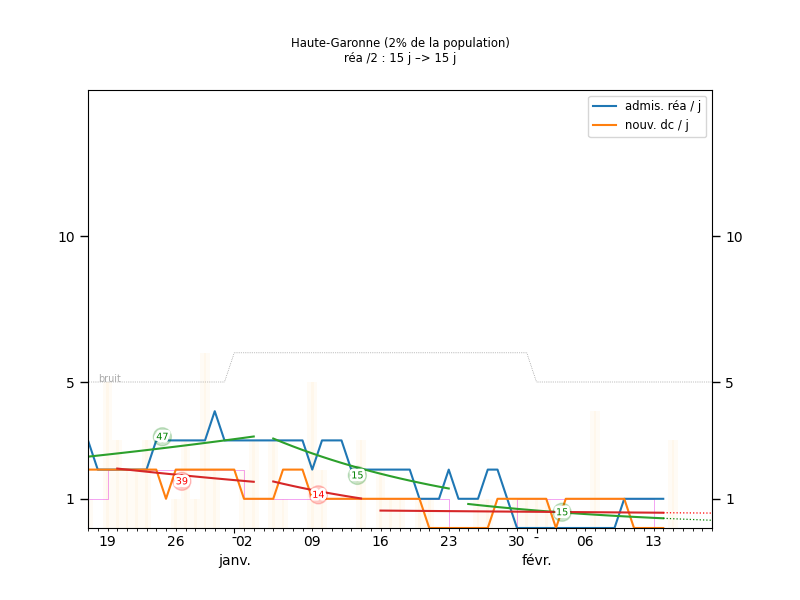 Haute-Garonne (2% de la population)
réa /2 : 15 j –> 15 j
admis. réa / j
nouv. dc / j
10
10
bruit
5
5
47
39
15
14
15
1
1
19 26 02 09 16 23 30 06 13
janv. févr.